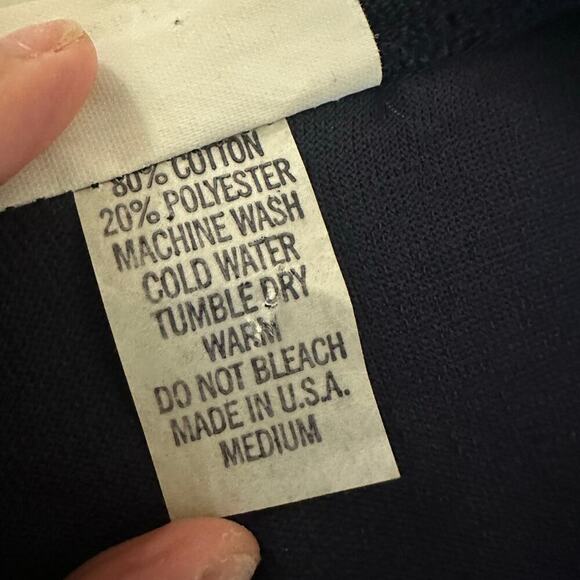 80% COTTON
20% POLYESTER
MACHINE WASH
COLD WATER
TUMBLE DRY
WARM
DO NOT BLEACH
MADE IN U.S.A.
MEDIUM